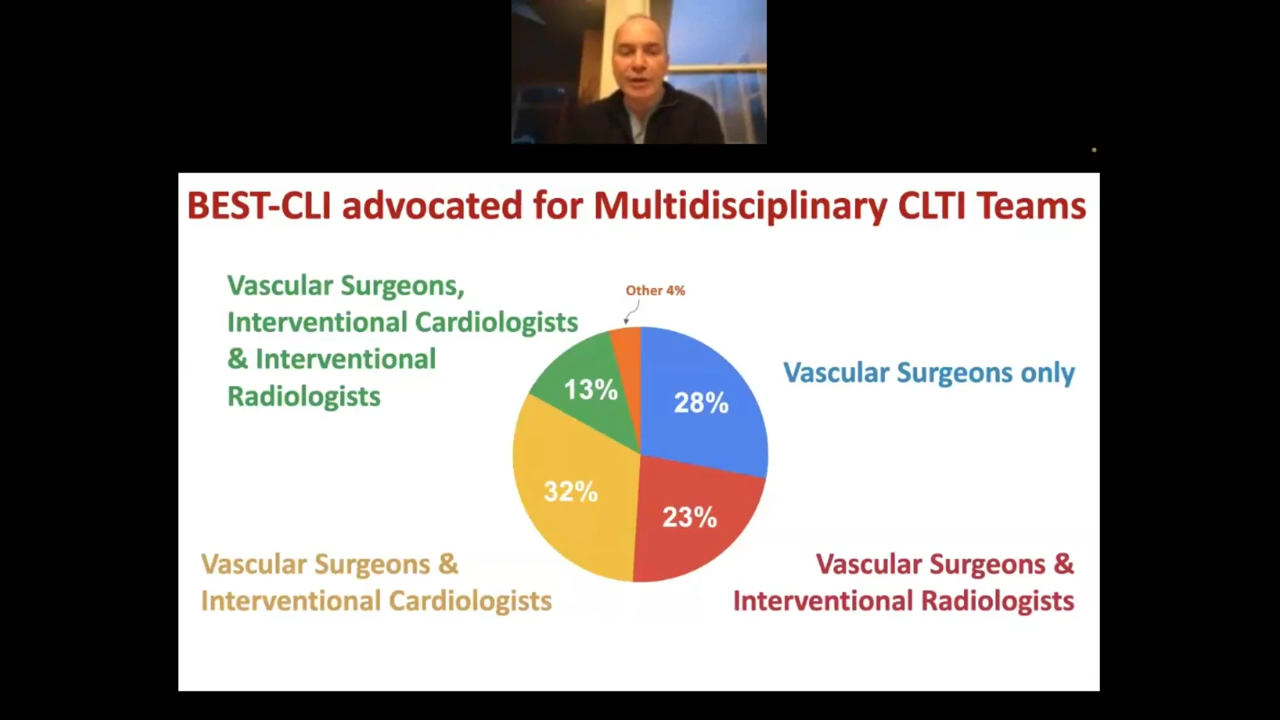 BEST-CLI advocated for Multidisciplinary CLTI Teams
Vascular Surgeons,
Interventional Cardiologists
& Interventional
Radiologists
Other 4%
13%
28%
Vascular Surgeons only
32%
23%
Vascular Surgeons &
Interventional Cardiologists
Vascular Surgeons &
Interventional Radiologists